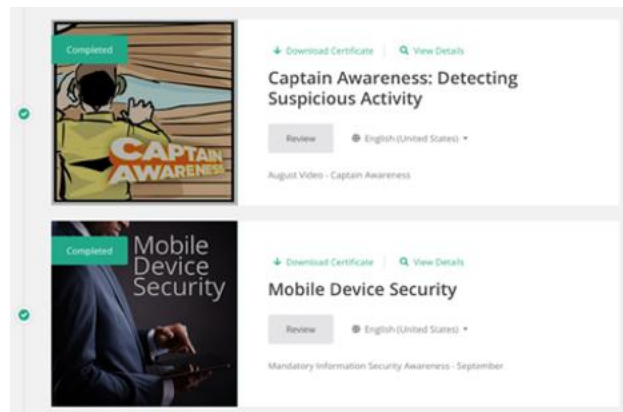 Completed
CAPTAIN
AWARENESS
Download Certificate
View Details
Captain Awareness: Detecting
Suspicious Activity
Review
English (United States)
August Video - Captain Awareness
Completed
Mobile
Device
Security
Download Certificate
View Details
Mobile Device Security
Review
English (United States)
Mandatory Information Security Awareness - September